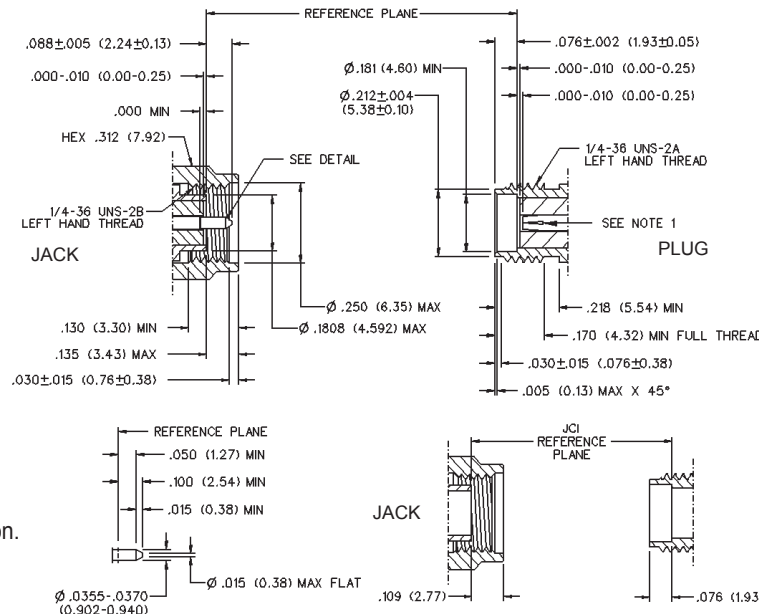 REFERENCE PLANE
.088±.005 (2.24±0.13)
.000-.010 (0.00-0.25)
.000 MIN
HEX .312 (7.92)
SEE DETAIL
1/4-36 UNS-2B
LEFT HAND THREAD
JACK
Ø .250 (6.35) MAX
Ø .1808 (4.592) MAX
.130 (3.30) MIN
.135 (3.43) MAX
.030±.015 (0.76±0.38)
.076±.002 (1.93±0.05)
Ø.181 (4.60) MIN
.000-.010 (0.00-0.25)
Ø.212±.004
(5.38±0.10)
.000-.010 (0.00-0.25)
1/4-36 UNS-2A
LEFT HAND THREAD
SEE NOTE 1
PLUG
.218 (5.54) MIN
.170 (4.32) MIN FULL THREAD
.030±.015 (.076±0.38)
.005 (0.13) MAX X 45°
REFERENCE PLANE
.050 (1.27) MIN
.100 (2.54) MIN
.015 (0.38) MIN
on.
Ø .015 (0.38) MAX FLAT
Ø .0355-.0370
(0.902-0.940)
JCI
REFERENCE
PLANE
JACK
.109 (2.77)
.076 (1.93